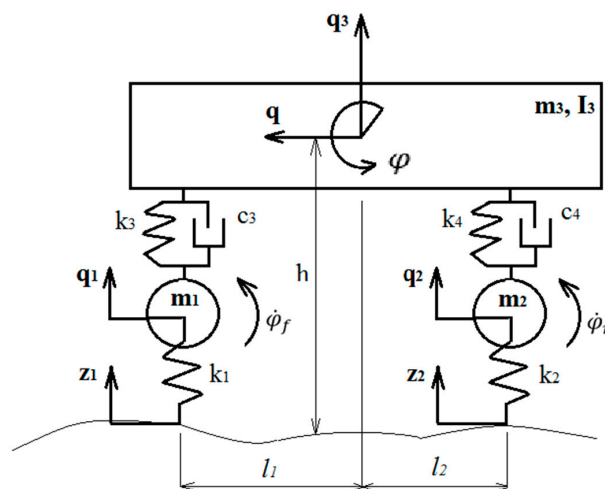 q₃
m₃, I₃
q
φ
k₃
c₃
k₄
c₄
h
q₁
m₁
φ̇f
q₂
m₂
z₁
k₁
z₂
k₂
l₁
l₂